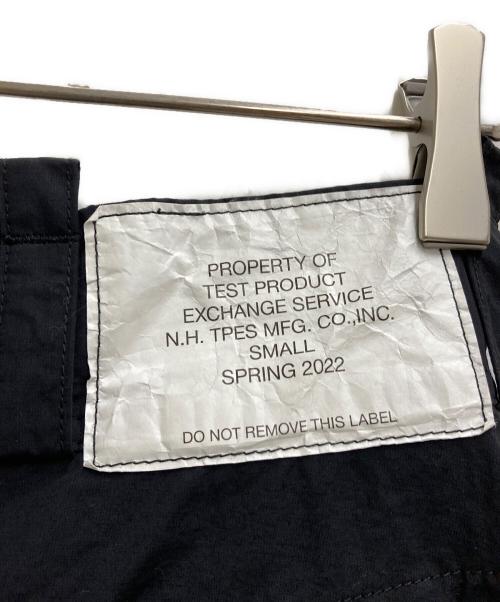 PROPERTY OF
TEST PRODUCT
EXCHANGE SERVICE
N.H. TPES MFG. CO.,INC.
SMALL
SPRING 2022
DO NOT REMOVE THIS LABEL